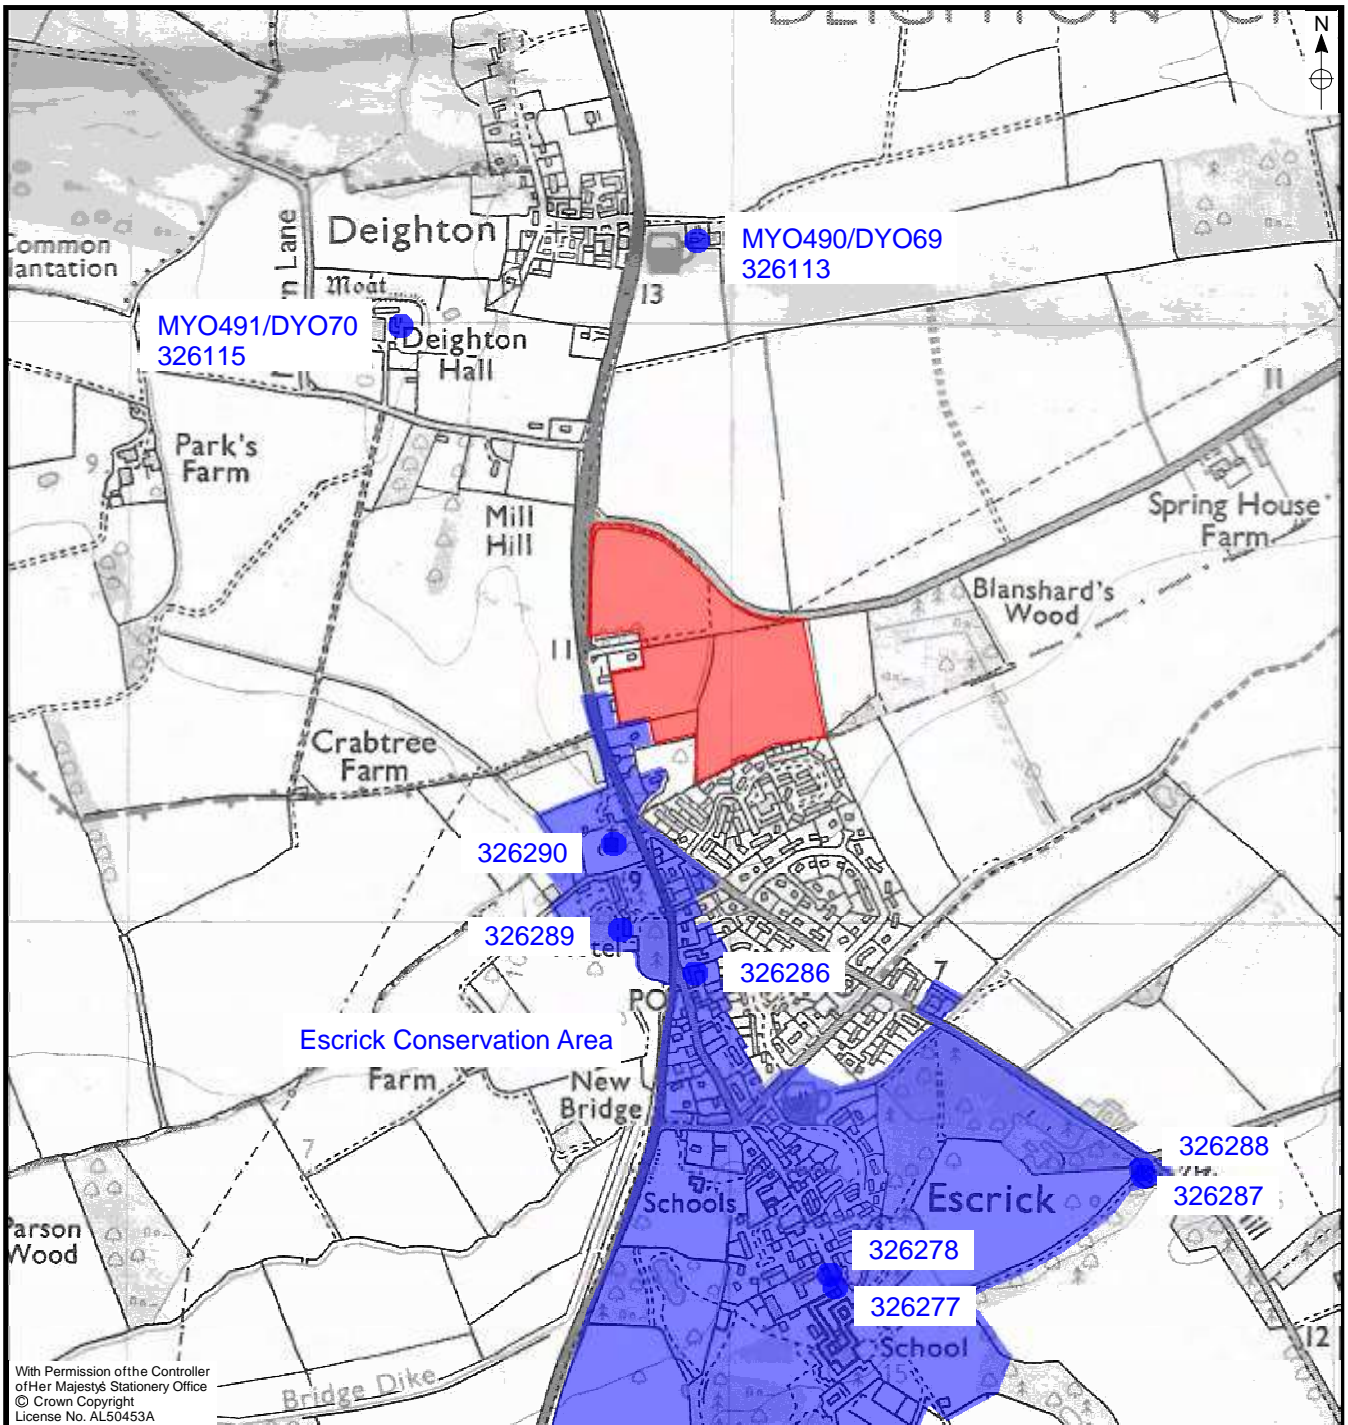 DEIGHTON
N
Deighton
MYO490/DYO69
326113
13
Lane
Moat
MYO491/DYO70
326115
Deighton
Hall
11
Park's
Farm
9
Mill
Hill
Spring House
Farm
Blanshard's
Wood
11
Crabtree
Farm
326290
9
326289
326286
7
PO
Escrick Conservation Area
Farm
New
Bridge
7
326288
326287
Schools
Escrick
Parson
Wood
326278
326277
School
15
12
Bridge Dike
With Permission of the Controller
of Her Majesty's Stationery Office
© Crown Copyright
License No. AL50453A